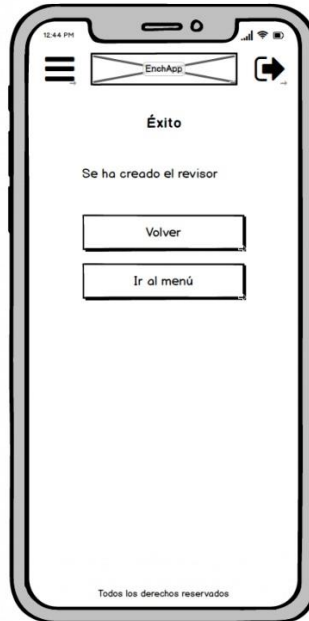 12:44 PM
EnchApp
Éxito
Se ha creado el revisor
Volver
Ir al menú
Todos los derechos reservados